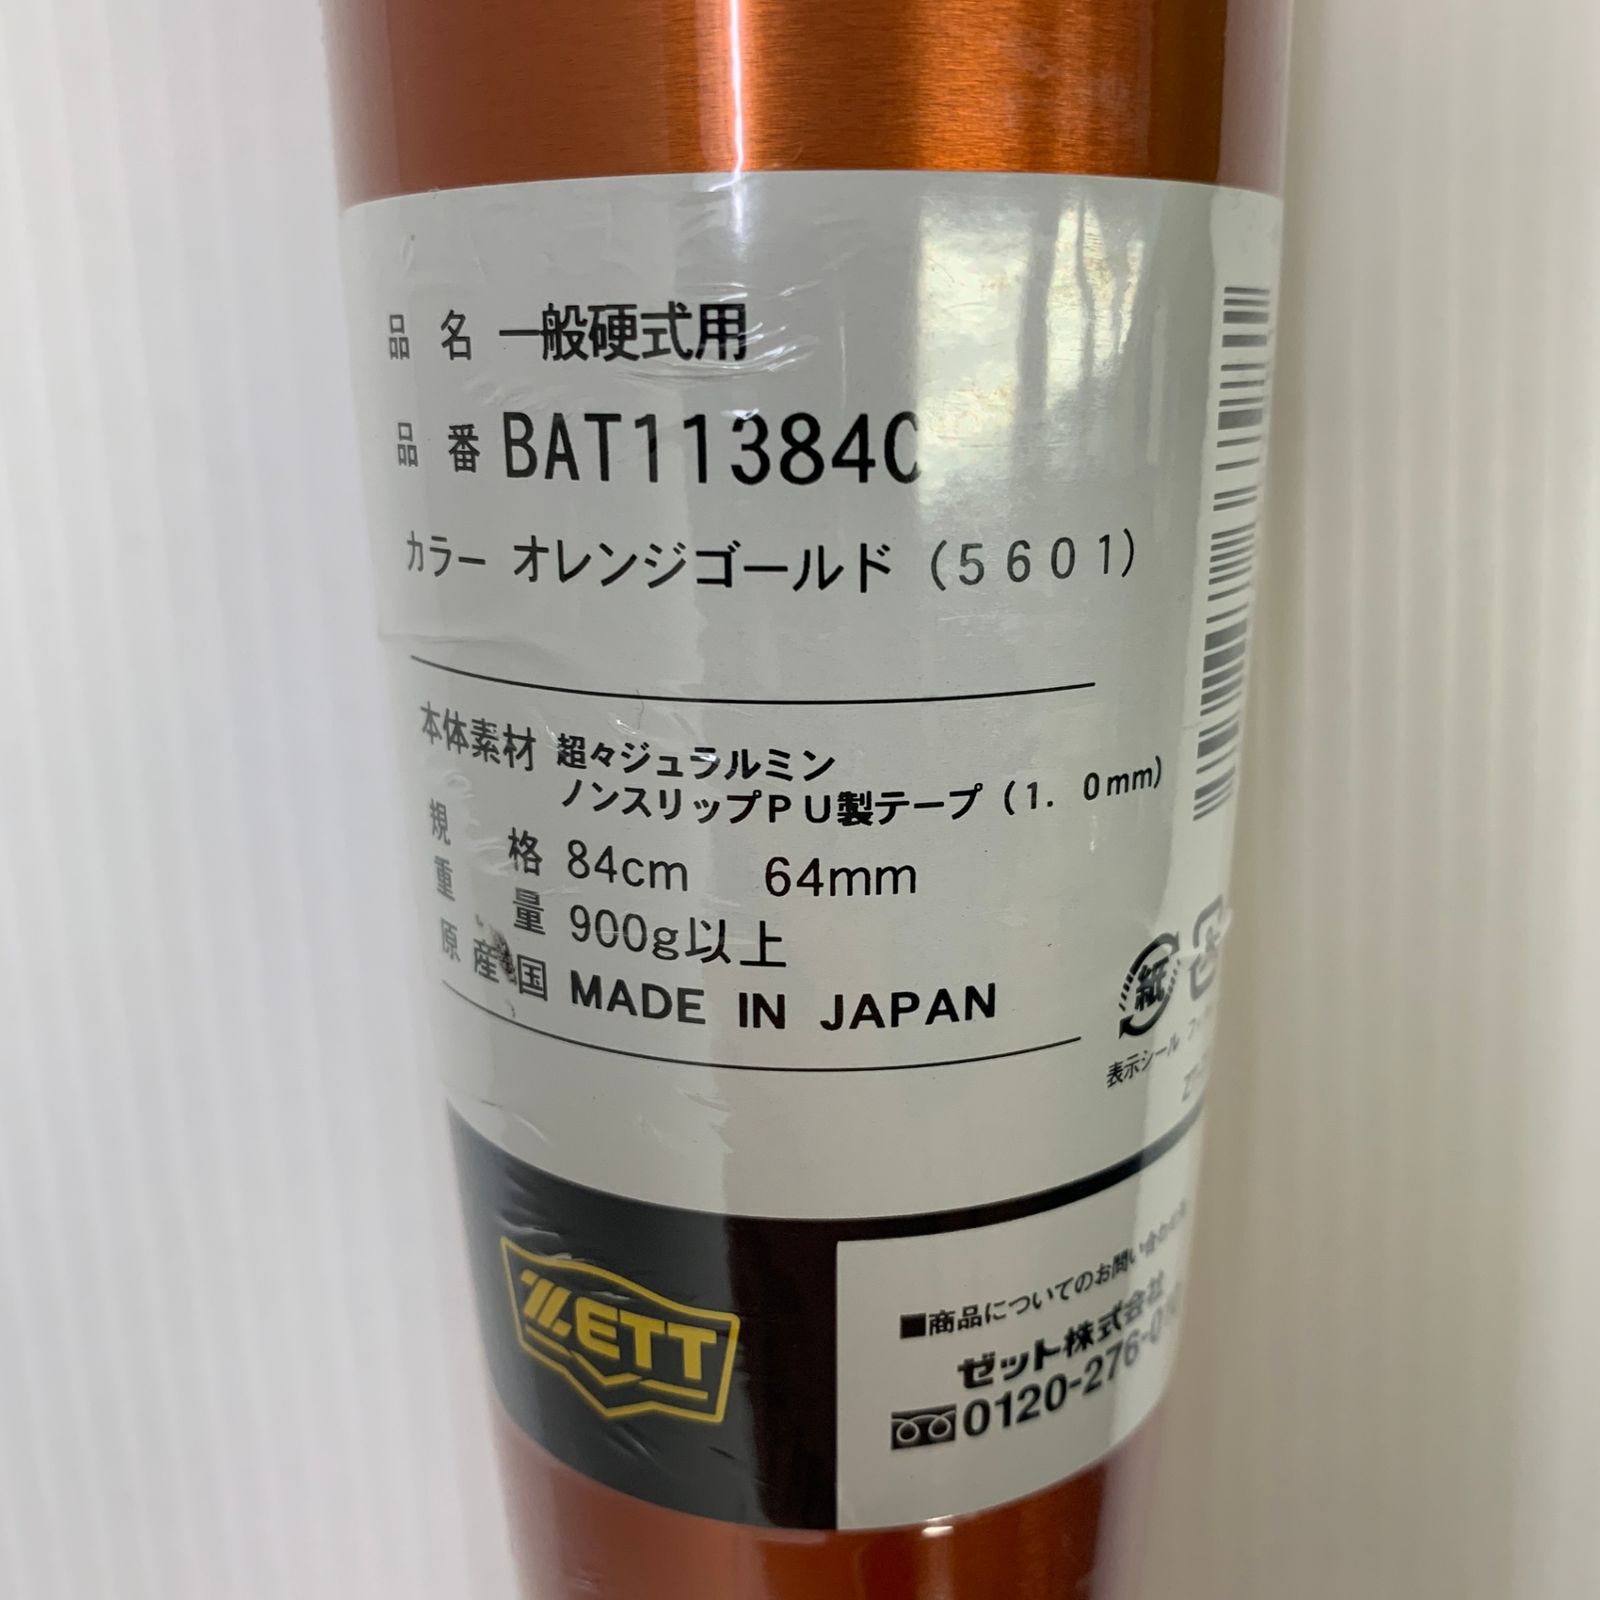 品名 一般硬式用
品番 BAT11384
カラー オレンジゴールド (5601)
本体素材 超々ジュラルミン
ノンスリップPU製テープ (1.0mm)
規格 84cm 64mm
重量 900g以上
原産国 MADE IN JAPAN
紙
表示シール
ZETT
■商品についてのお問い合わせ
ゼット株式会社
0120-276-